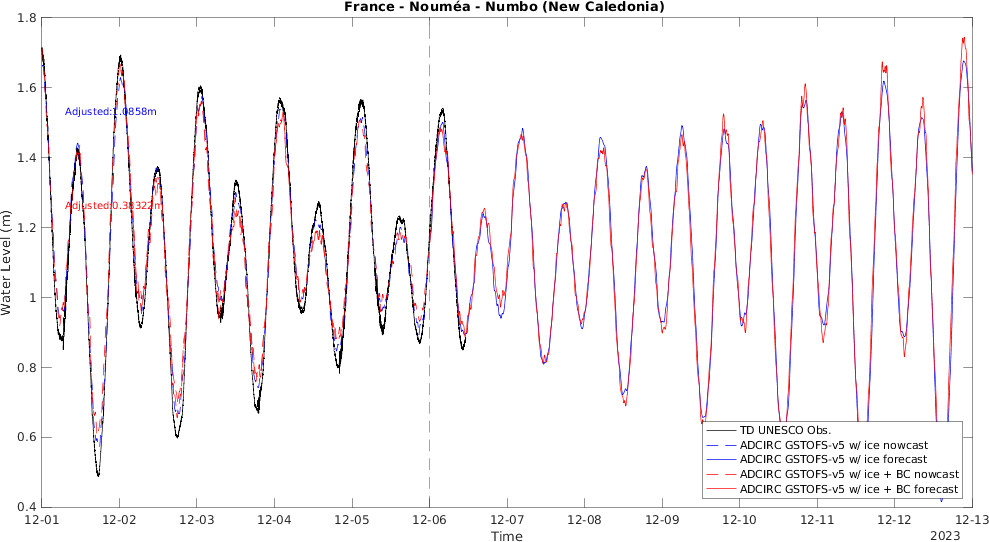 France - Nouméa - Numbo (New Caledonia)
1.8
1.6
1.4
1.2
1
0.8
0.6
0.4
Water Level (m)
Adjusted:1.0858m
Adjusted:0.38322m
TD UNESCO Obs.
ADCIRC GSTOFS-v5 w/ ice nowcast
ADCIRC GSTOFS-v5 w/ ice forecast
ADCIRC GSTOFS-v5 w/ ice + BC nowcast
ADCIRC GSTOFS-v5 w/ ice + BC forecast
12-01 12-02 12-03 12-04 12-05 12-06 12-07 12-08 12-09 12-10 12-11 12-12 12-13
Time
2023